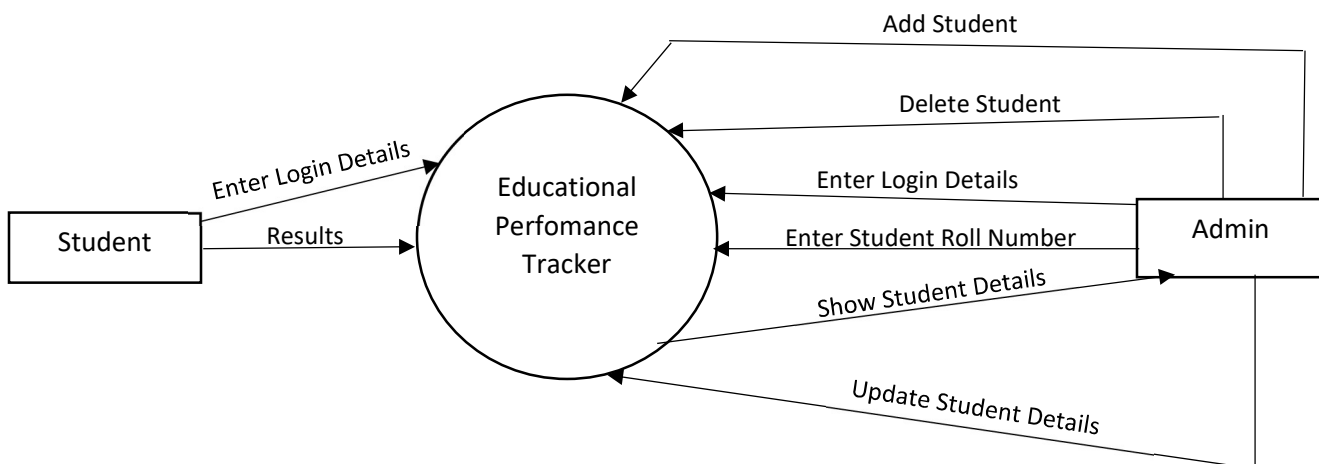 Add Student
Delete Student
Enter Login Details
Enter Login Details
Educational
Perfomance
Tracker
Student
Results
Enter Student Roll Number
Admin
Show Student Details
Update Student Details